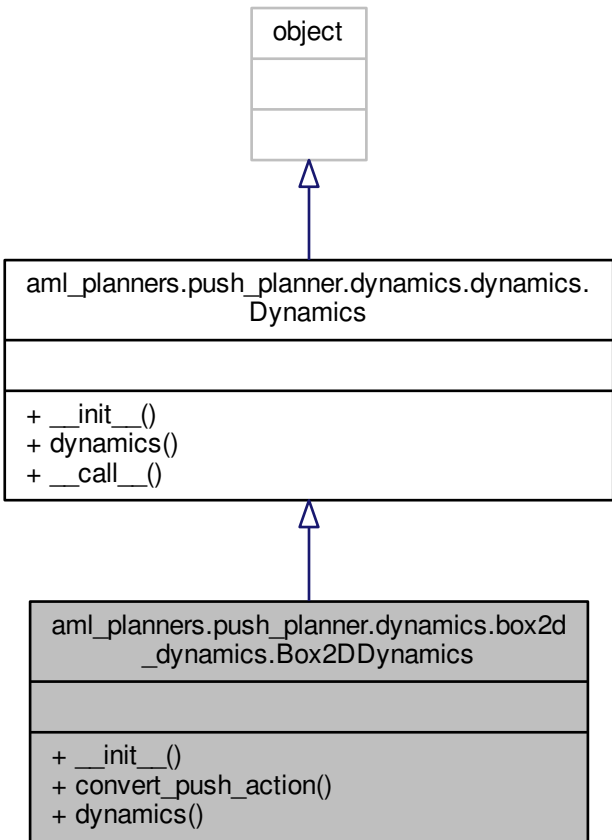 object
aml_planners.push_planner.dynamics.dynamics.
Dynamics
+ __init__()
+ dynamics()
+ __call__()
aml_planners.push_planner.dynamics.box2d
_dynamics.Box2DDynamics
+ __init__()
+ convert_push_action()
+ dynamics()